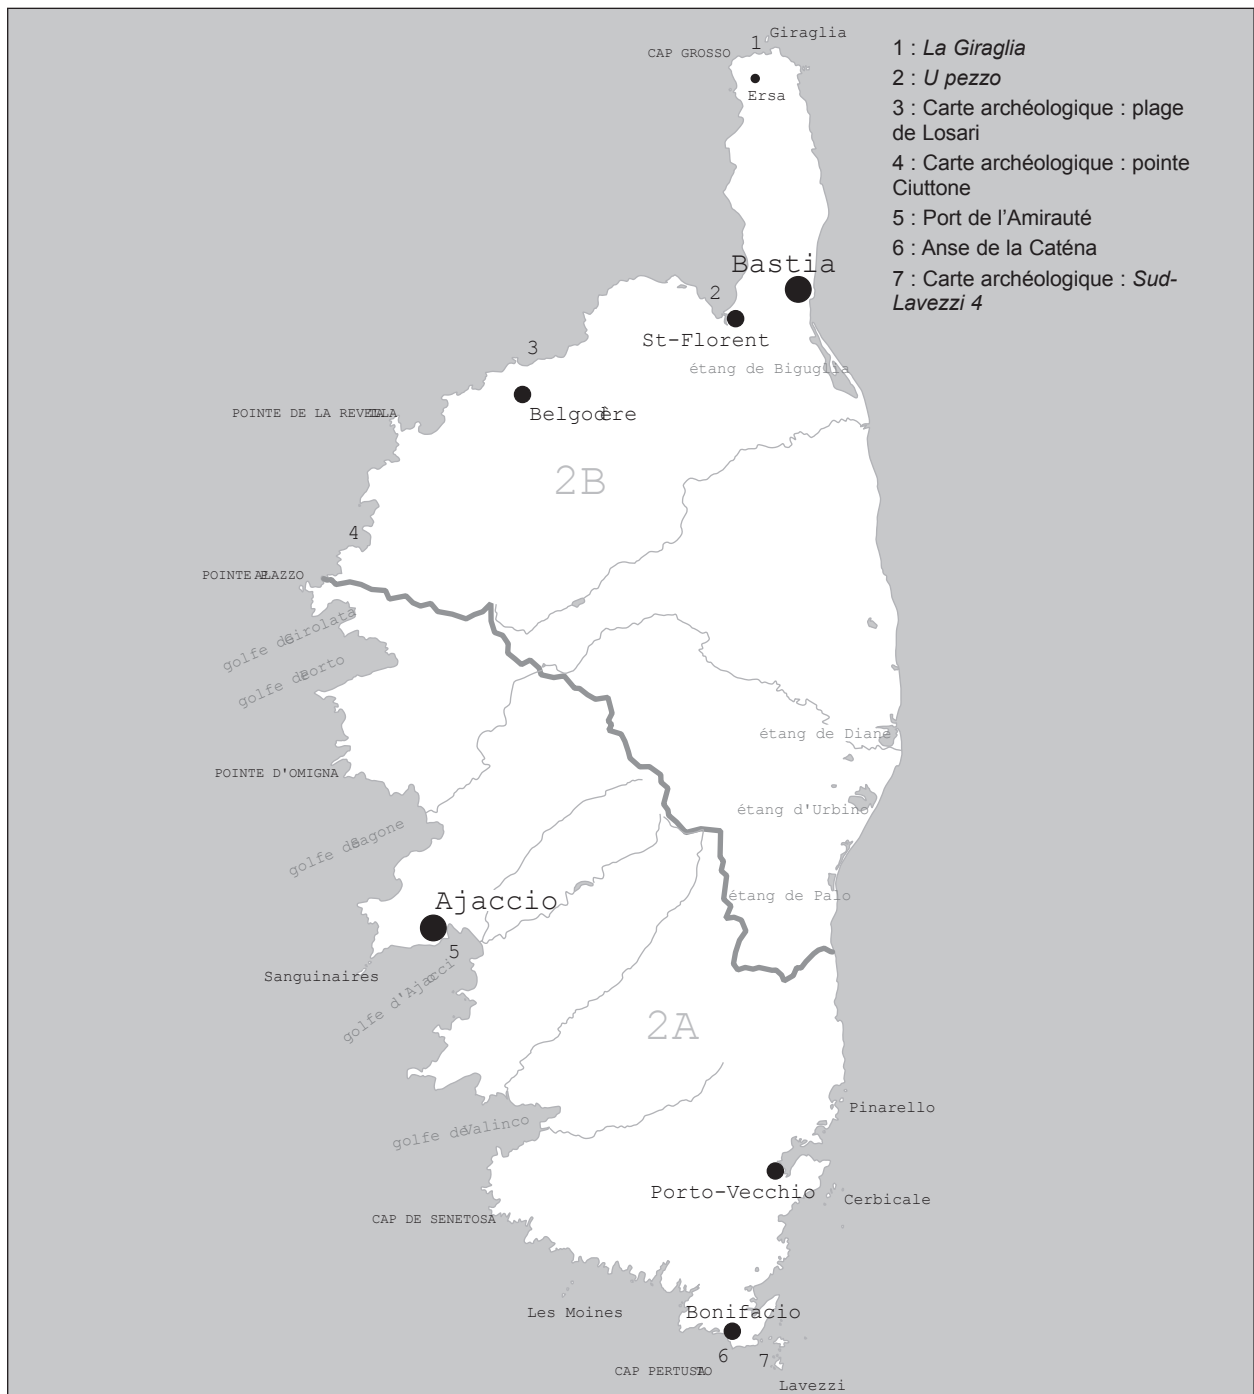 Giraglia
1
CAP GROSSO
Ersa
1 : La Giraglia
2 : U pezzo
3 : Carte archéologique : plage
de Losari
4 : Carte archéologique : pointe
Ciuttone
5 : Port de l'Amirauté
6 : Anse de la Caténa
7 : Carte archéologique : Sud-
Lavezzi 4
Bastia
2
St-Florent
étang de Biguglia
3
Belgodère
POINTE DE LA REVELLATA
2B
4
POINTE PALAZZO
golfe de Girolata
golfe de Porto
étang de Diane
POINTE D'OMIGNA
étang d'Urbino
golfe de Sagone
étang de Palo
Ajaccio
5
Sanguinaires
golfe d'Ajaccio
2A
Pinarello
golfe de Valinco
Porto-Vecchio
Cerbicale
CAP DE SENETOSA
Les Moines
Bonifacio
6
7
CAP PERTUSATO
Lavezzi